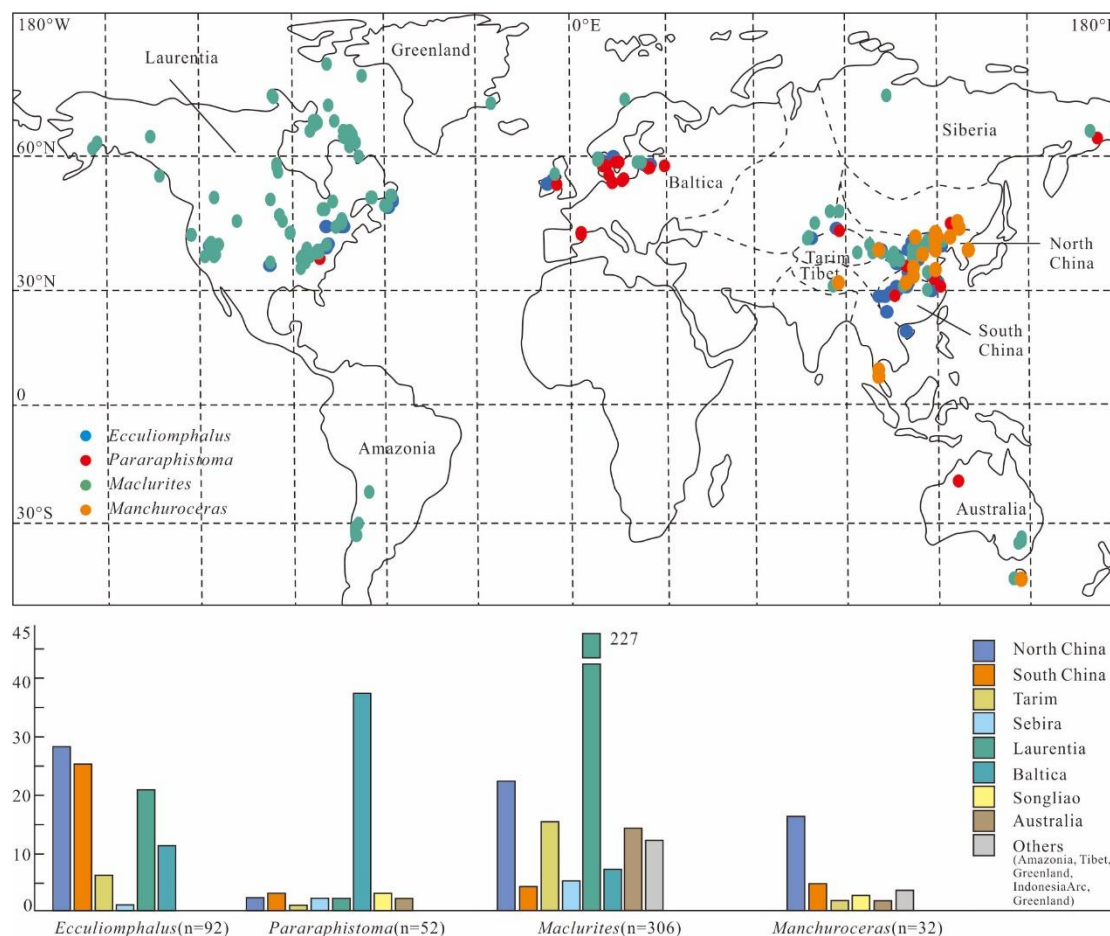 180°W
0°E
180°E
Laurentia
Greenland
Siberia
60°N
Baltica
North
China
Tarim
Tibet
30°N
South
China
0
Ecculiomphalus
Pararaphistoma
Maclurites
Manchuroceras
Amazonia
30°S
Australia
45
40
30
20
10
0
227
North China
South China
Tarim
Sebira
Laurentia
Baltica
Songliao
Australia
Others
(Amazonia, Tibet,
Greenland,
IndonesiaArc,
Greenland)
Ecculiomphalus(n=92)
Pararaphistoma(n=52)
Maclurites(n=306)
Manchuroceras(n=32)